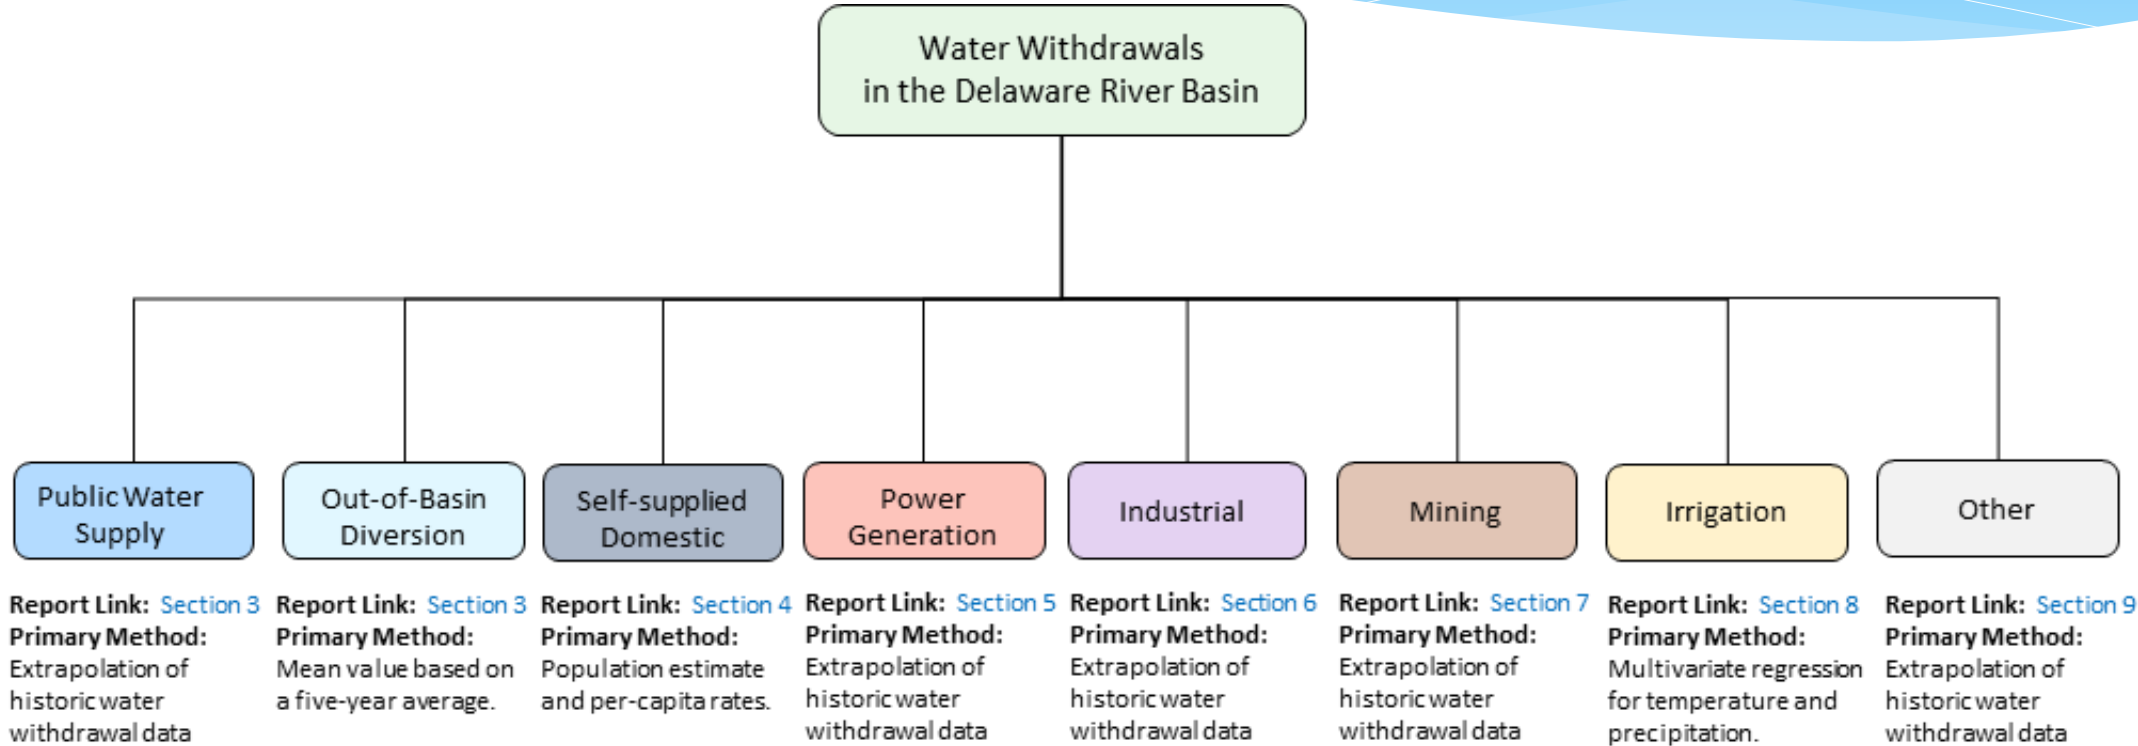 Water Withdrawals
in the Delaware River Basin
Public Water
Supply
Report Link: Section 3
Primary Method:
Extrapolation of
historic water
withdrawal data
Out-of-Basin
Diversion
Report Link: Section 3
Primary Method:
Mean value based on
a five-year average.
Self-supplied
Domestic
Report Link: Section 4
Primary Method:
Population estimate
and per-capita rates.
Power
Generation
Report Link: Section 5
Primary Method:
Extrapolation of
historic water
withdrawal data
Industrial
Report Link: Section 6
Primary Method:
Extrapolation of
historic water
withdrawal data
Mining
Report Link: Section 7
Primary Method:
Extrapolation of
historic water
withdrawal data
Irrigation
Report Link: Section 8
Primary Method:
Multivariate regression
for temperature and
precipitation.
Other
Report Link: Section 9
Primary Method:
Extrapolation of
historic water
withdrawal data